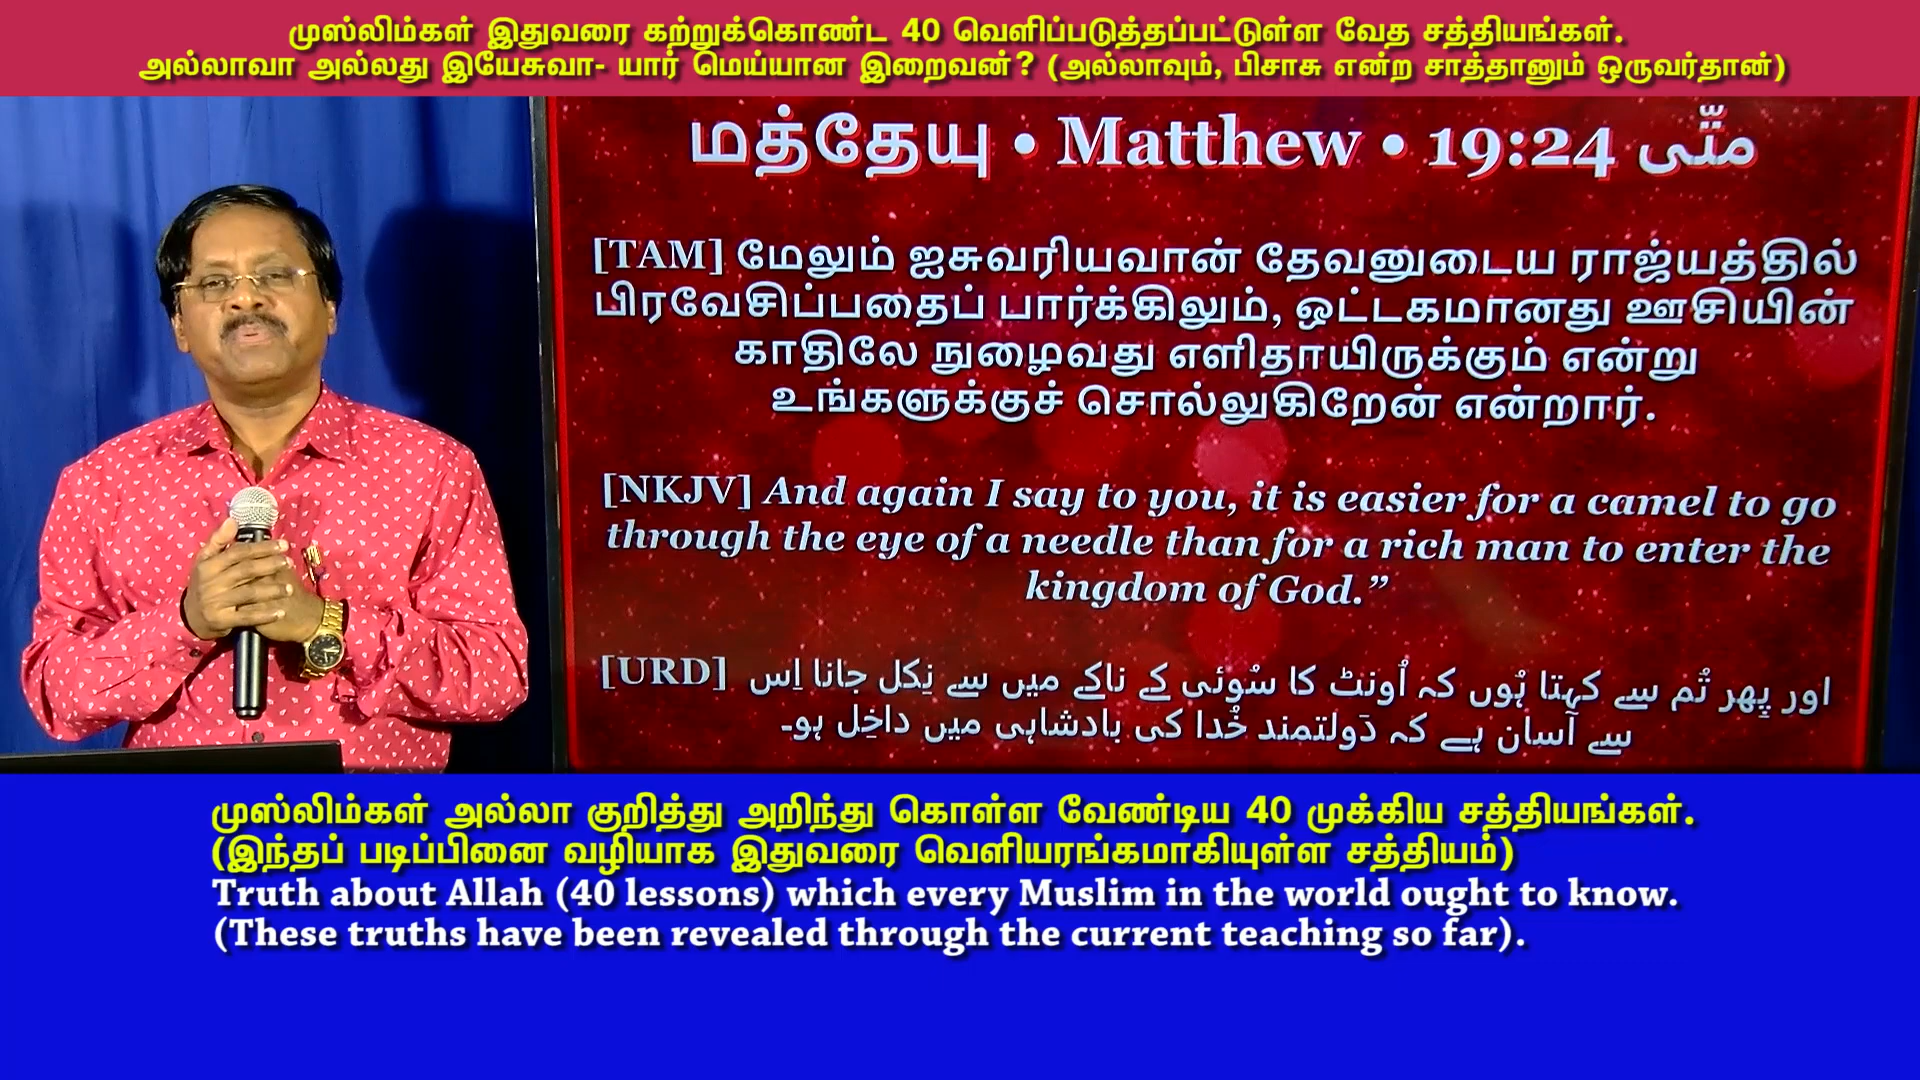 முஸ்லிம்கள் இதுவரை கற்றுக்கொண்ட 40 வெளிப்படுத்தப்பட்டுள்ள வேத சத்தியங்கள்.
அல்லாவா அல்லது இயேசுவா- யார் மெய்யான இறைவன்? (அல்லாவும், பிசாசு என்ற சாத்தானும் ஒருவர்தான்)
மத்தேயு • Matthew • 19:24 متّی
[TAM] மேலும் ஐசுவரியவான் தேவனுடைய ராஜ்யத்தில்
பிரவேசிப்பதைப் பார்க்கிலும், ஒட்டகமானது ஊசியின்
காதிலே நுழைவது எளிதாயிருக்கும் என்று
உங்களுக்குச் சொல்லுகிறேன் என்றார்.
[NKJV] And again I say to you, it is easier for a camel to go
through the eye of a needle than for a rich man to enter the
kingdom of God.”
[URD] اور پِھر تُم سے کہتا ہُوں کہ اُونٹ کا سُوئی کے ناکے میں سے نِکل جانا اِس
سے آسان ہے کہ دَولتمند خُدا کی بادشاہی میں داخِل ہو۔
முஸ்லிம்கள் அல்லா குறித்து அறிந்து கொள்ள வேண்டிய 40 முக்கிய சத்தியங்கள்.
(இந்தப் படிப்பினை வழியாக இதுவரை வெளியரங்கமாகியுள்ள சத்தியம்)
Truth about Allah (40 lessons) which every Muslim in the world ought to know.
(These truths have been revealed through the current teaching so far).